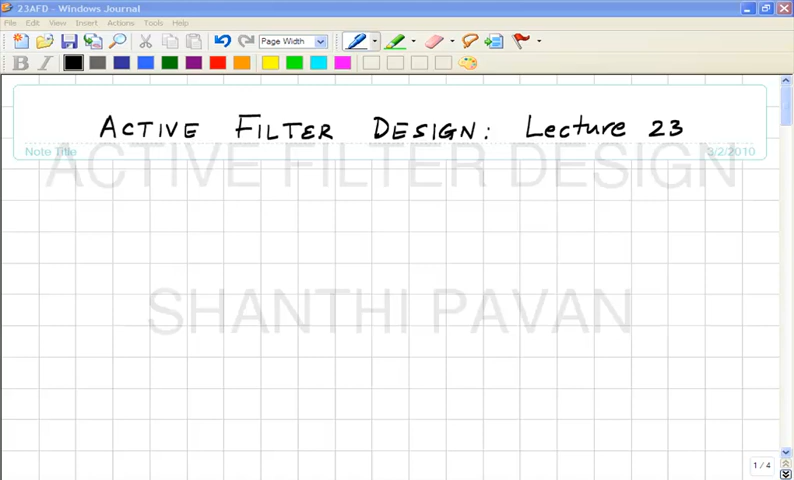 23AFD - Windows Journal
File Edit View Insert Actions Tools Help
Page Width
B I
ACTIVE FILTER DESIGN: Lecture 23
Note Title 3/2/2010
ACTIVE FILTER DESIGN
SHANTHI PAVAN
1 / 4